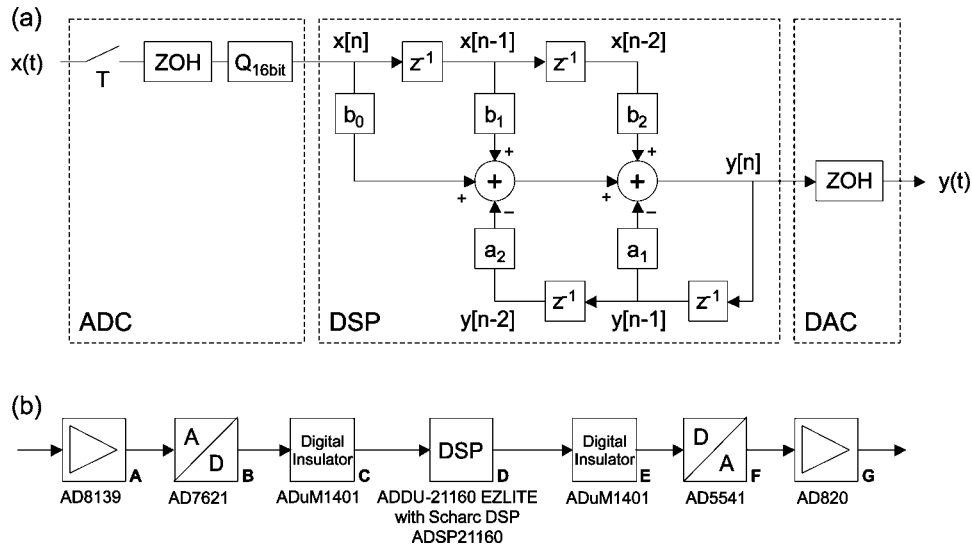 (a)
x(t)
T
ZOH
Q16bit
ADC
x[n]
z-1
x[n-1]
z-1
x[n-2]
b0
b1
b2
+
+
+
+
+
+
−
−
y[n]
a2
a1
z-1
z-1
y[n-2]
y[n-1]
DSP
ZOH
y(t)
DAC
(b)
A
AD8139
A
D
B
AD7621
Digital
Insulator
C
ADuM1401
DSP
D
ADDU-21160 EZLITE
with Scharc DSP
ADSP21160
Digital
Insulator
E
ADuM1401
D
A
F
AD5541
G
AD820